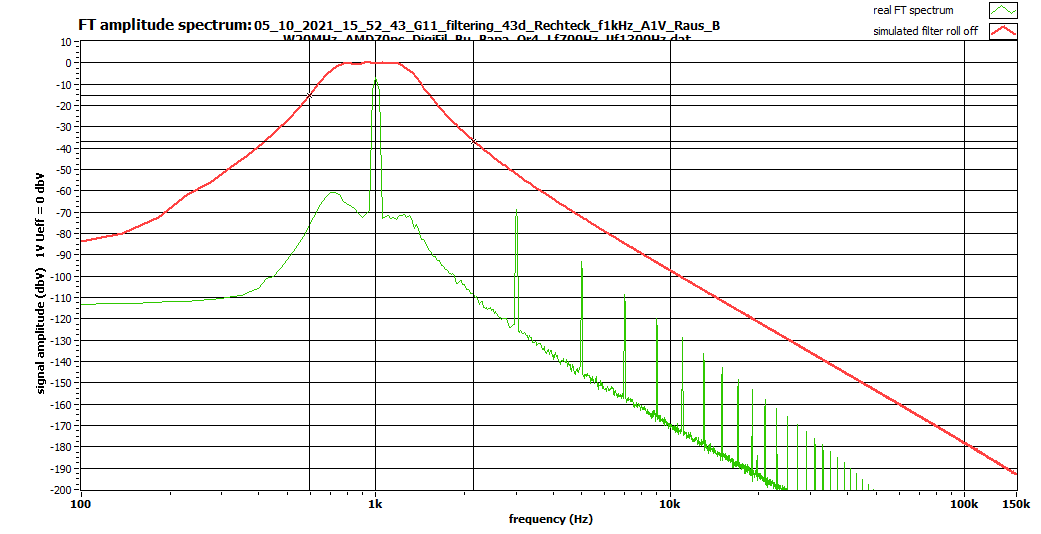 FT amplitude spectrum: 05_10_2021_15_52_43_G11_filtering_43d_Rechteck_f1kHz_A1V_Raus_B
real FT spectrum
simulated filter roll off
signal amplitude (dbV) 1V Ueff = 0 dbV
10
0
-10
-20
-30
-40
-50
-60
-70
-80
-90
-100
-110
-120
-130
-140
-150
-160
-170
-180
-190
-200
100
1k
10k
100k
150k
frequency (Hz)